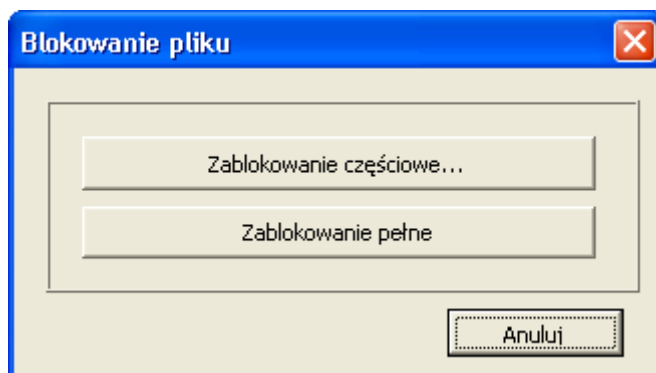 Blokowanie pliku
Zablokowanie częściowe...
Zablokowanie pełne
Anuluj